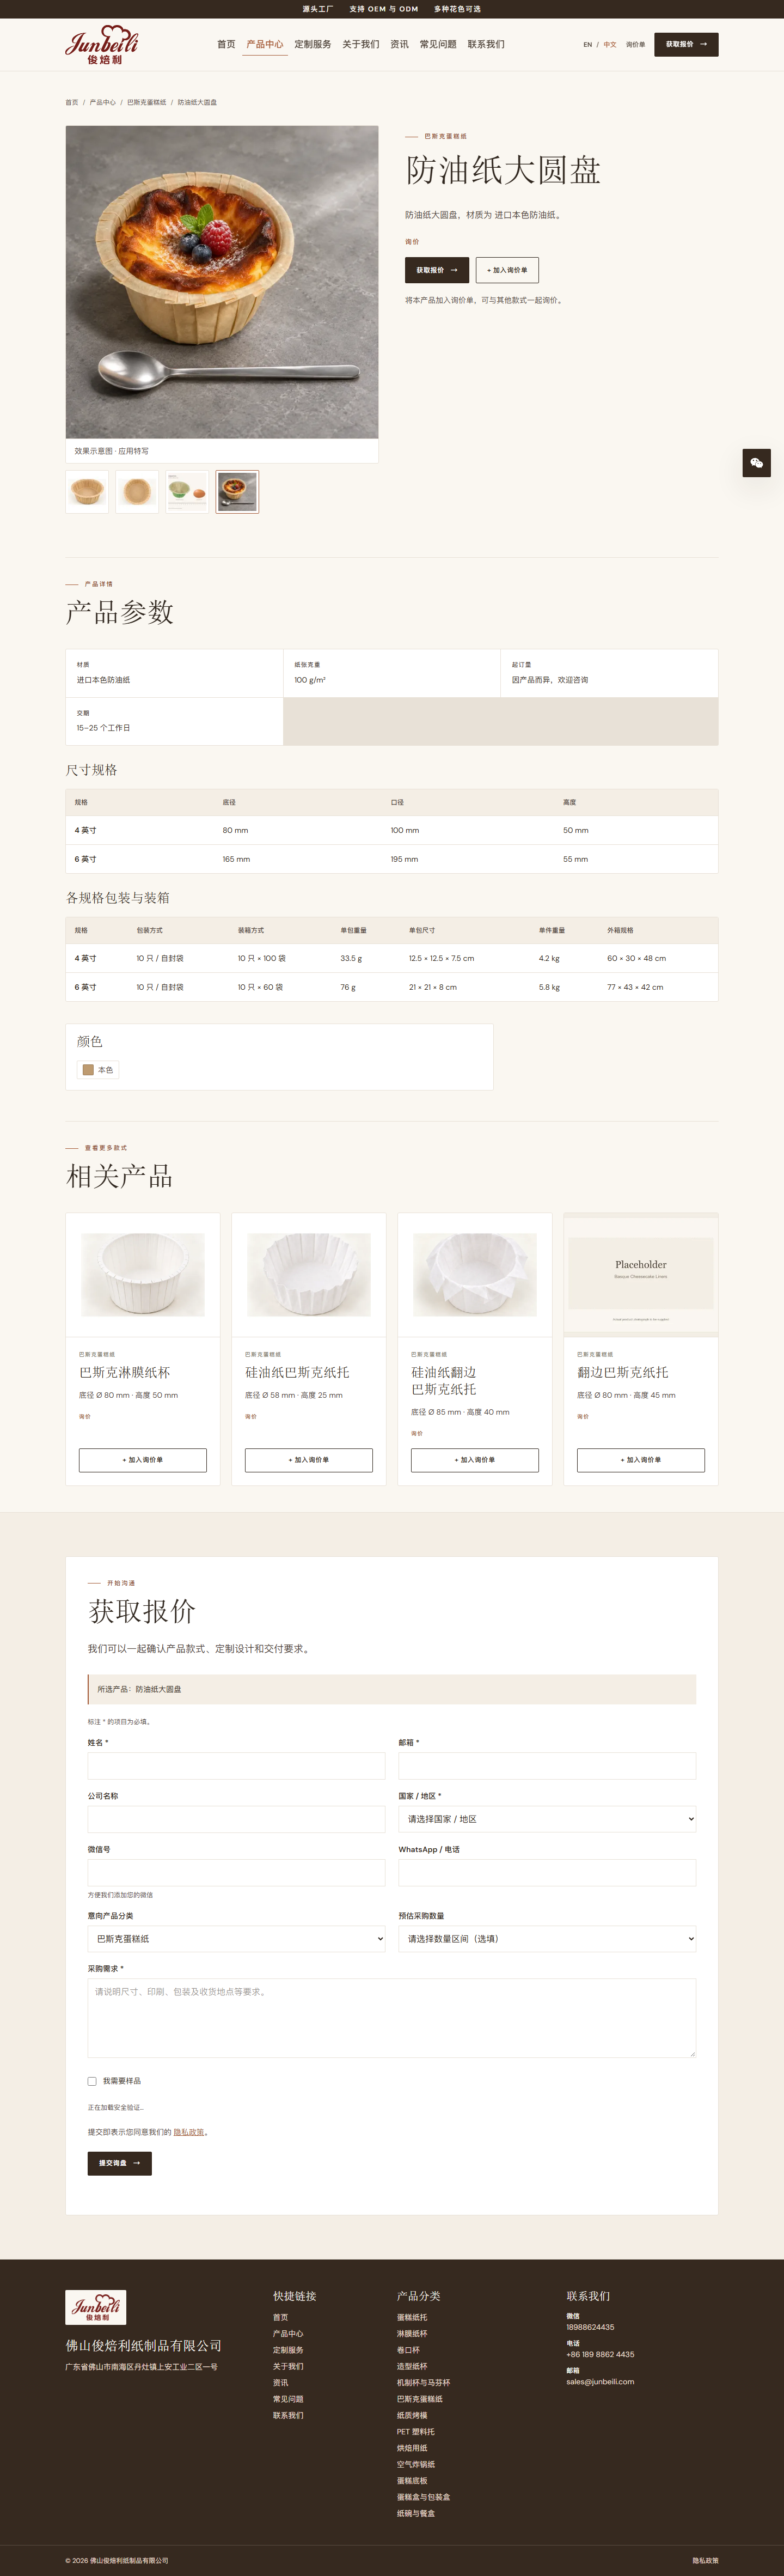 源头工厂 支持 OEM 与 ODM 多种花色可选
Junbeili
俊焙利
首页 产品中心 定制服务 关于我们 资讯 常见问题 联系我们
EN / 中文 询价单 获取报价 →
首页 / 产品中心 / 巴斯克蛋糕纸 / 防油纸大圆盘
巴斯克蛋糕纸
防油纸大圆盘
防油纸大圆盘，材质为 进口本色防油纸。
询价
获取报价 →
+ 加入询价单
将本产品加入询价单，可与其他款式一起询价。
效果示意图 · 应用特写
产品详情
产品参数
材质
进口本色防油纸
纸张克重
100 g/m²
起订量
因产品而异，欢迎咨询
交期
15–25 个工作日
尺寸规格
规格 底径 口径 高度
4 英寸 80 mm 100 mm 50 mm
6 英寸 165 mm 195 mm 55 mm
各规格包装与装箱
规格 包装方式 装箱方式 单包重量 单包尺寸 单件重量 外箱规格
4 英寸 10 只 / 自封袋 10 只 × 100 袋 33.5 g 12.5 × 12.5 × 7.5 cm 4.2 kg 60 × 30 × 48 cm
6 英寸 10 只 / 自封袋 10 只 × 60 袋 76 g 21 × 21 × 8 cm 5.8 kg 77 × 43 × 42 cm
颜色
本色
查看更多款式
相关产品
巴斯克蛋糕纸
巴斯克淋膜纸杯
底径 Ø 80 mm · 高度 50 mm
询价
+ 加入询价单
巴斯克蛋糕纸
硅油纸巴斯克纸托
底径 Ø 58 mm · 高度 25 mm
询价
+ 加入询价单
巴斯克蛋糕纸
硅油纸翻边
巴斯克纸托
底径 Ø 85 mm · 高度 40 mm
询价
+ 加入询价单
Placeholder
Basque Cheesecake Liners
巴斯克蛋糕纸
翻边巴斯克纸托
底径 Ø 80 mm · 高度 45 mm
询价
+ 加入询价单
开始沟通
获取报价
我们可以一起确认产品款式、定制设计和交付要求。
所选产品：防油纸大圆盘
标注 * 的项目为必填。
姓名 *
邮箱 *
公司名称
国家 / 地区 *
请选择国家 / 地区
微信号
WhatsApp / 电话
方便我们添加您的微信
意向产品分类
巴斯克蛋糕纸
预估采购数量
请选择数量区间（选填）
采购需求 *
请说明尺寸、印刷、包装及收货地点等要求。
我需要样品
正在加载安全验证…
提交即表示您同意我们的 隐私政策。
提交询盘 →
Junbeili
俊焙利
佛山俊焙利纸制品有限公司
广东省佛山市南海区丹灶镇上安工业二区一号
快捷链接
首页
产品中心
定制服务
关于我们
资讯
常见问题
联系我们
产品分类
蛋糕纸托
淋膜纸杯
卷口杯
造型纸杯
机制杯与马芬杯
巴斯克蛋糕纸
纸质烤模
PET 塑料托
烘焙用纸
空气炸锅纸
蛋糕底板
蛋糕盒与包装盒
纸碗与餐盒
联系我们
微信
18988624435
电话
+86 189 8862 4435
邮箱
sales@junbeili.com
© 2026 佛山俊焙利纸制品有限公司
隐私政策